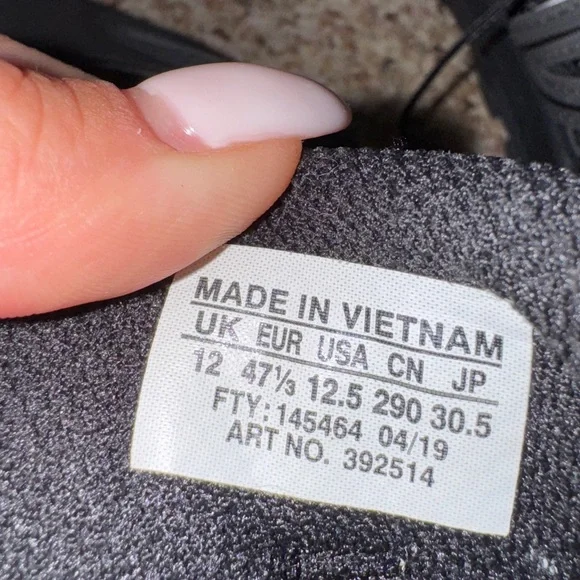 MADE IN VIETNAM
UK EUR USA CN JP
12 47⅓ 12.5 290 30.5
FTY: 145464 04/19
ART NO. 392514